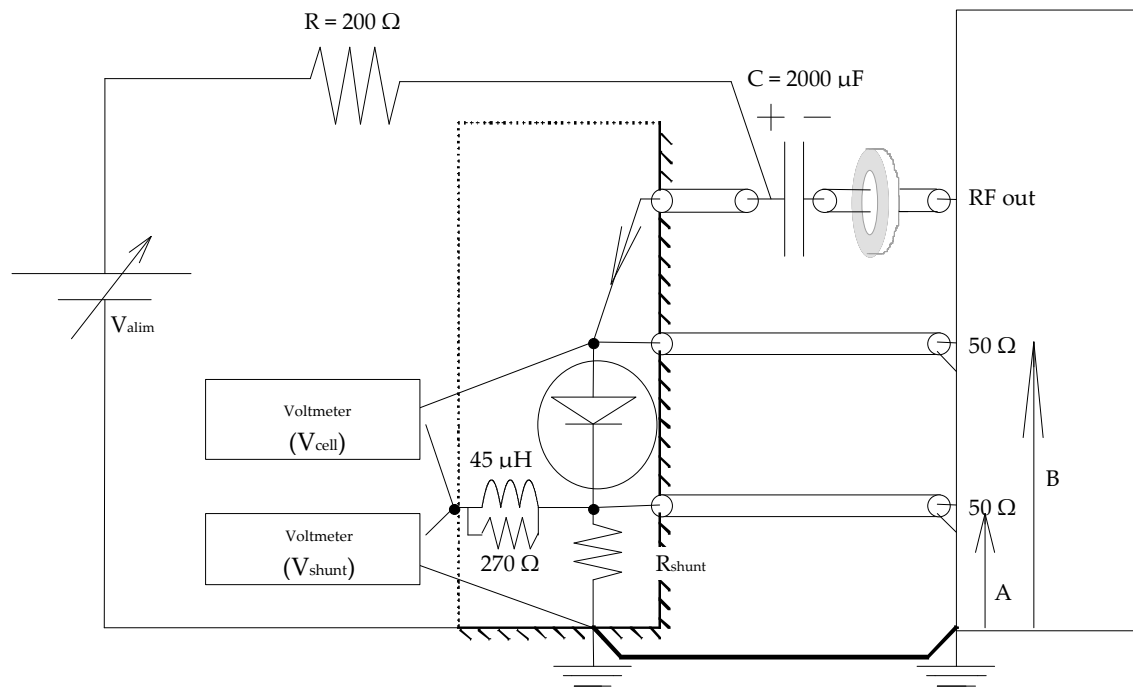 R = 200 Ω
C = 2000 µF
+ −
RF out
Valim
50 Ω
Voltmeter
(Vcell)
45 µH
B
50 Ω
Voltmeter
(Vshunt)
270 Ω
Rshunt
A